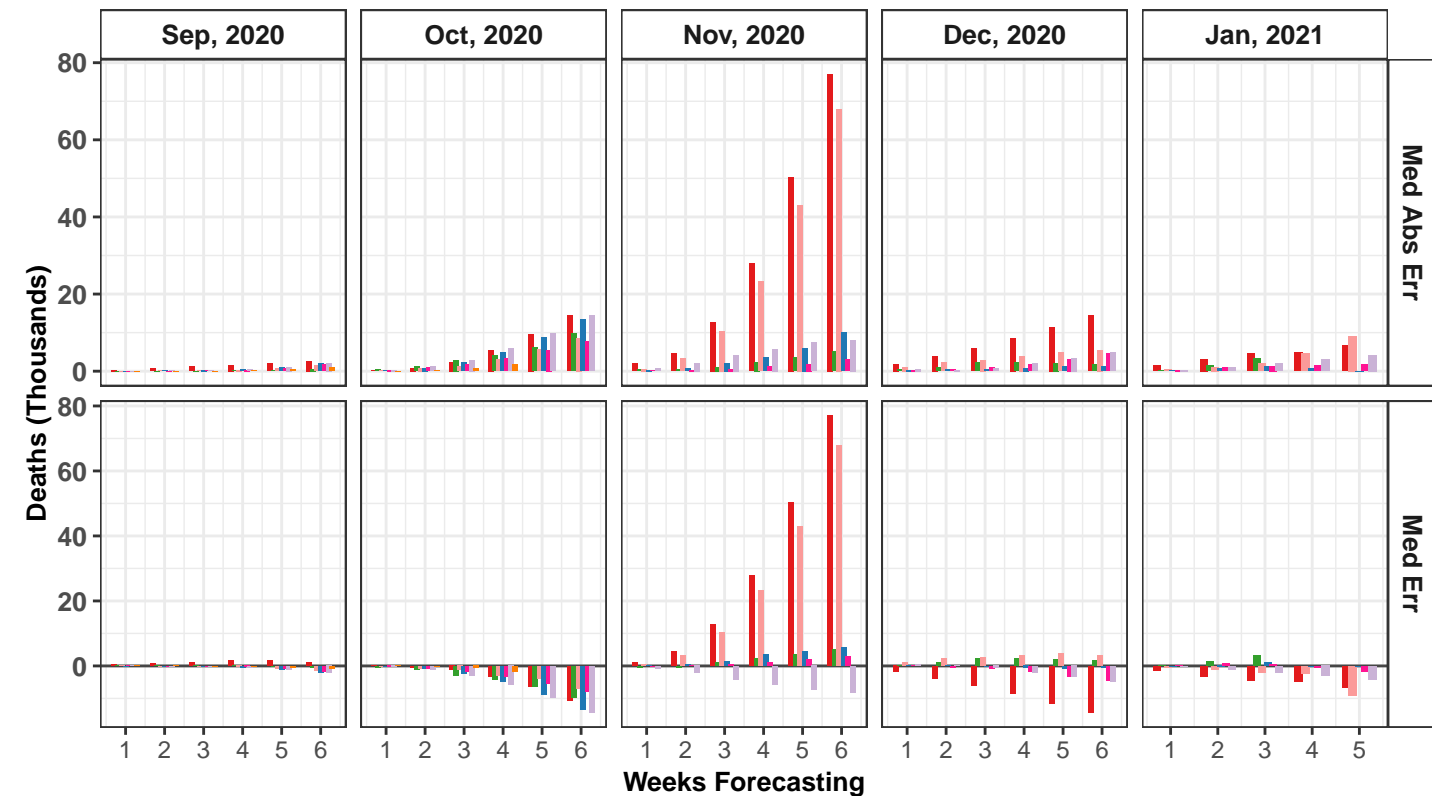 Sep, 2020 Oct, 2020 Nov, 2020 Dec, 2020 Jan, 2021
80
60
40
20
0
Med Abs Err
80
60
40
20
0
Med Err
Deaths (Thousands)
1 2 3 4 5 6 1 2 3 4 5 6 1 2 3 4 5 6 1 2 3 4 5 6 1 2 3 4 5
Weeks Forecasting